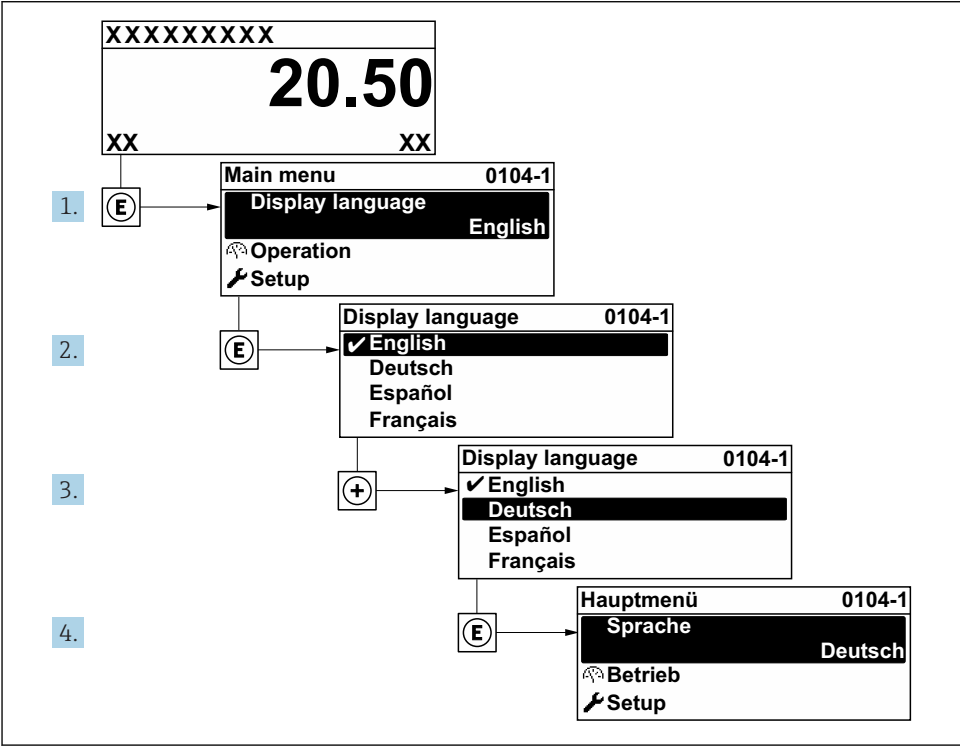 XXXXXXXXX
20.50
XX XX
1.
E
Main menu 0104-1
Display language
English
Operation
Setup
2.
E
Display language 0104-1
✔English
Deutsch
Español
Français
3.
+
Display language 0104-1
✔English
Deutsch
Español
Français
4.
E
Hauptmenü 0104-1
Sprache
Deutsch
Betrieb
Setup